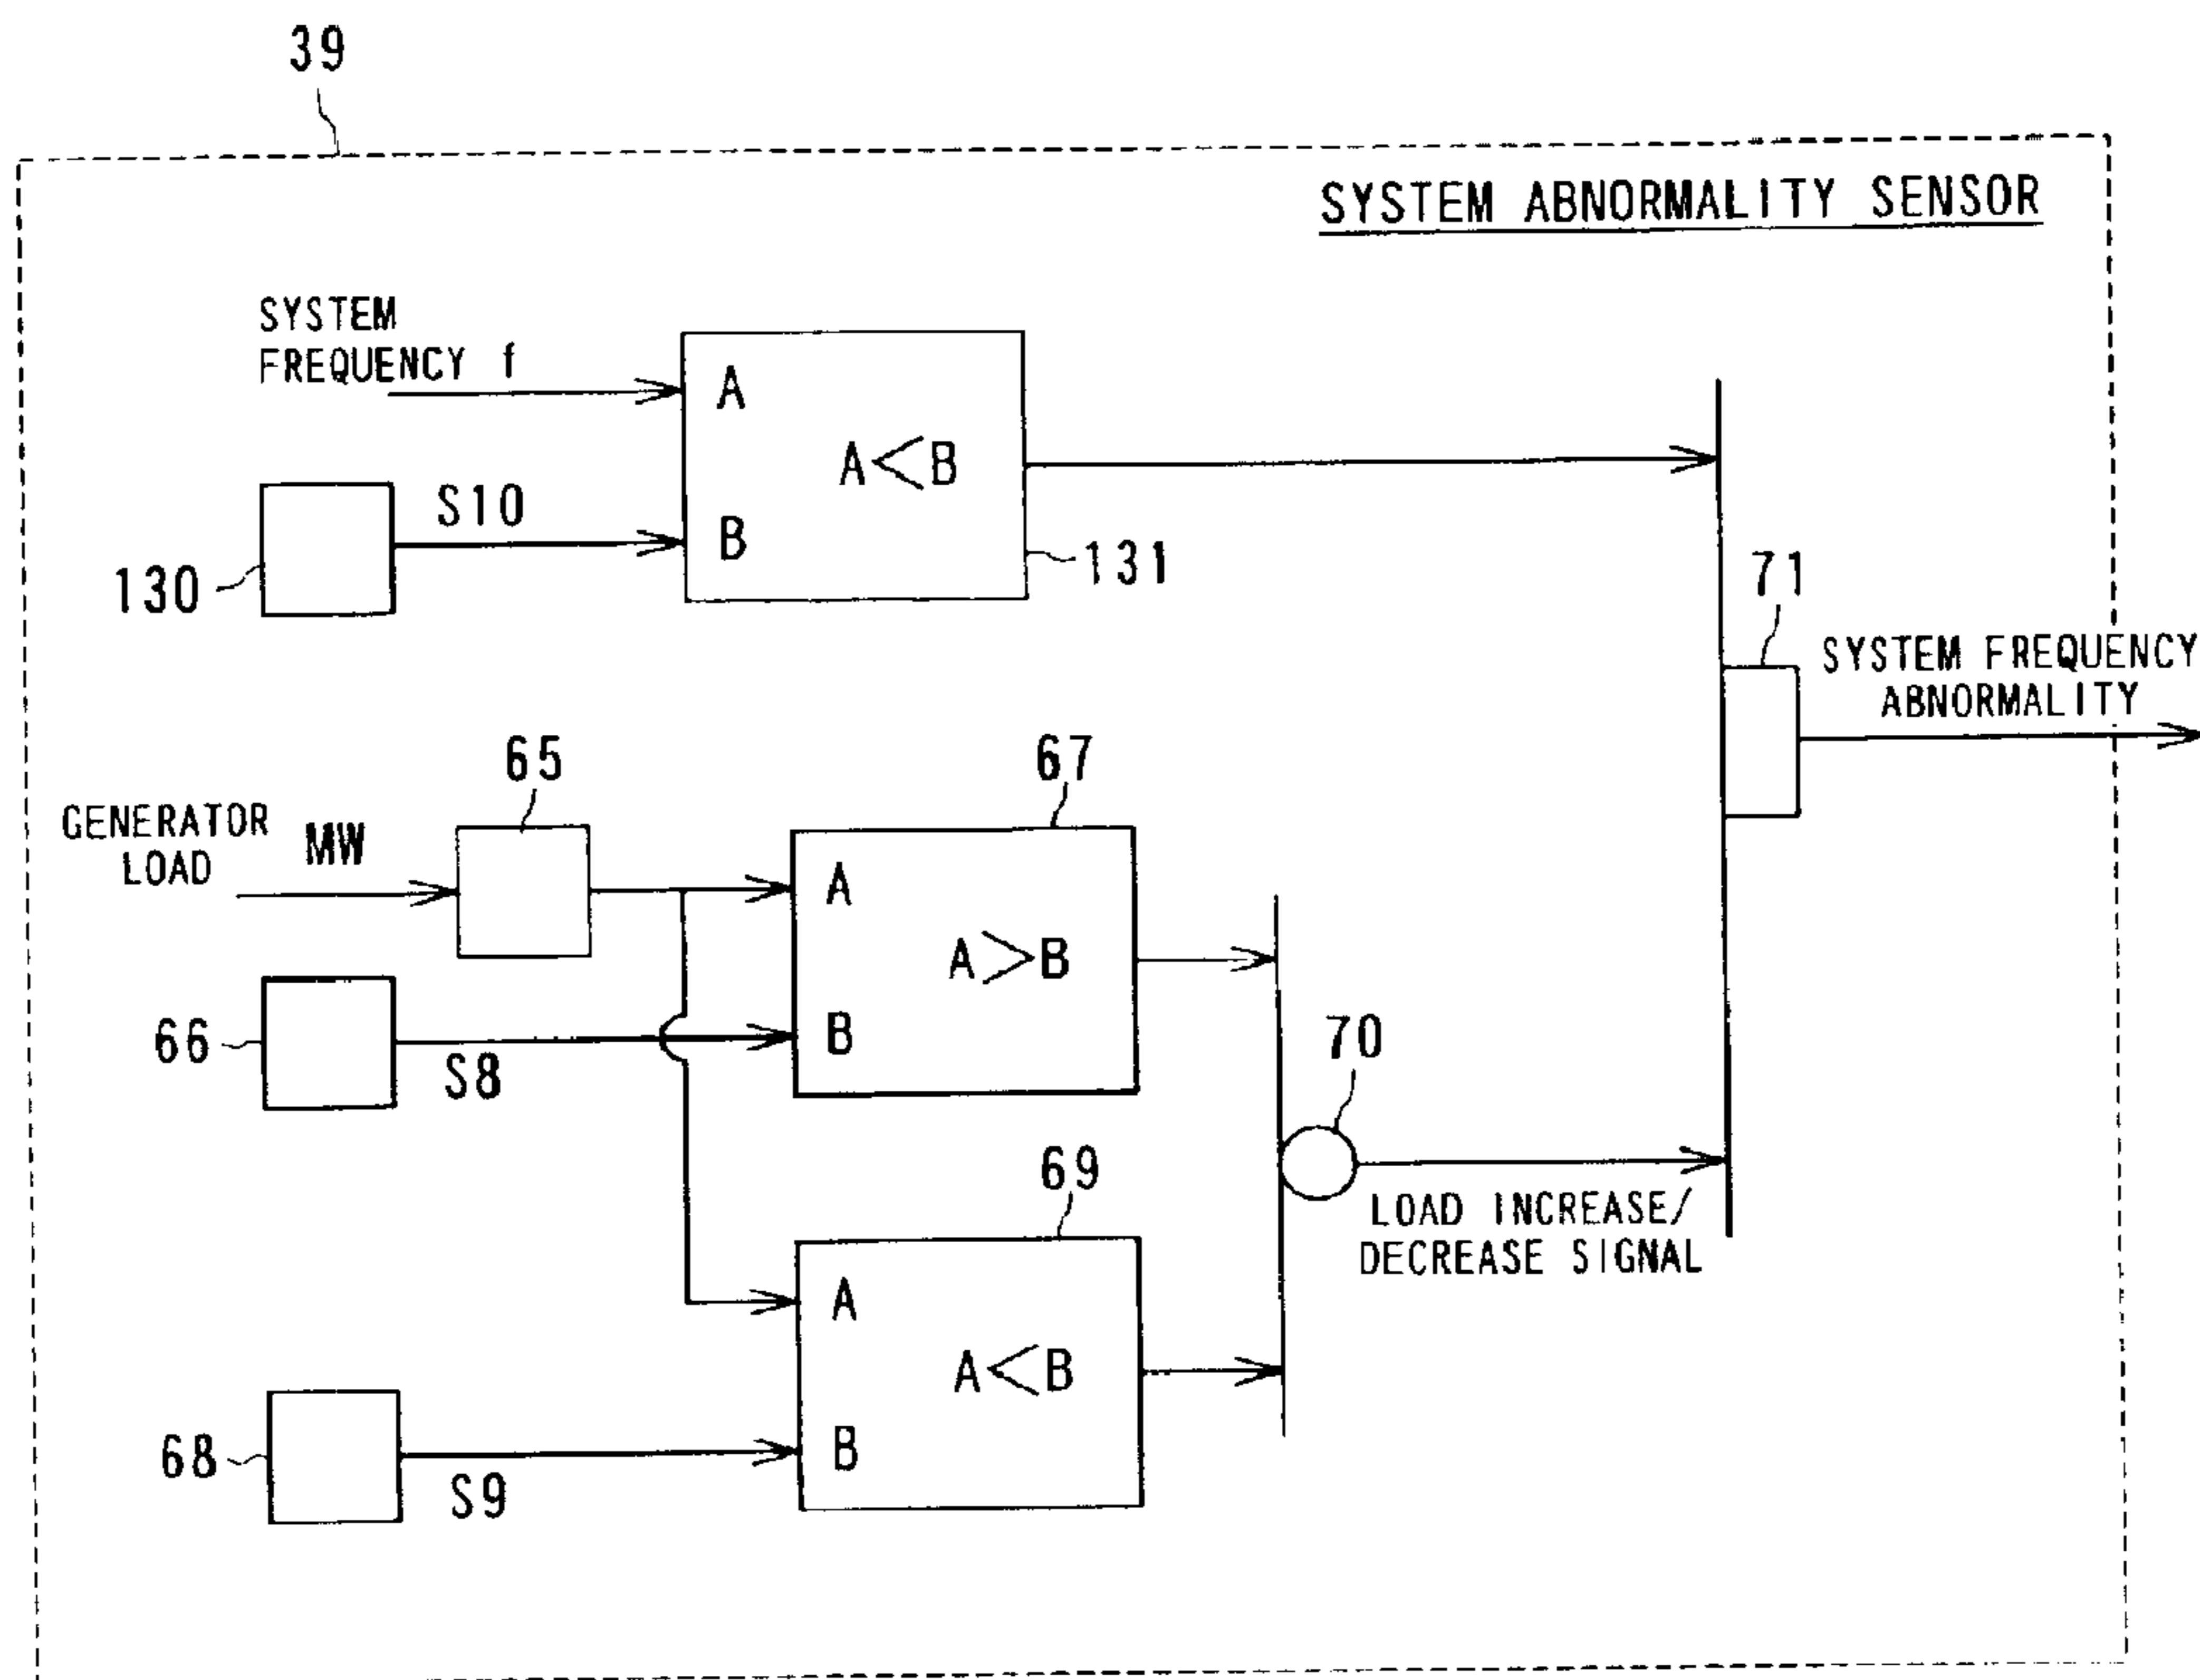 39
SYSTEM ABNORMALITY SENSOR
SYSTEM
FREQUENCY f
A
A<B
B
S10
130
131
71
SYSTEM FREQUENCY
ABNORMALITY
65
67
GENERATOR
LOAD
MW
A
A>B
B
66
S8
70
69
LOAD INCREASE/
DECREASE SIGNAL
A
A<B
B
68
S9